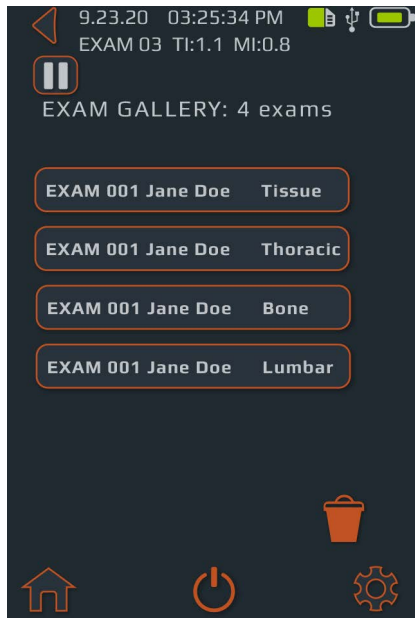 9.23.20 03:25:34 PM
EXAM 03 TI:1.1 MI:0.8
EXAM GALLERY: 4 exams
EXAM 001 Jane Doe Tissue
EXAM 001 Jane Doe Thoracic
EXAM 001 Jane Doe Bone
EXAM 001 Jane Doe Lumbar